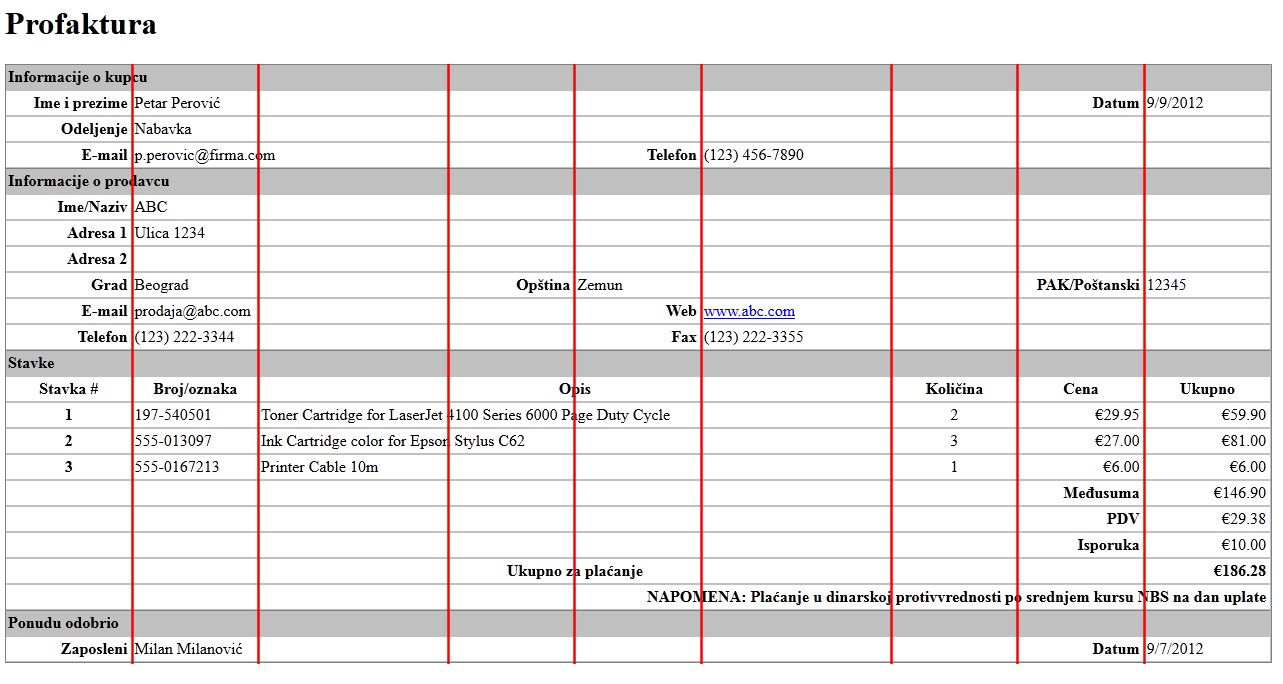 Profaktura
Informacije o kupcu
Ime i prezime Petar Perović Datum 9/9/2012
Odeljenje Nabavka
E-mail p.perovic@firma.com Telefon (123) 456-7890
Informacije o prodavcu
Ime/Naziv ABC
Adresa 1 Ulica 1234
Adresa 2
Grad Beograd Opština Zemun PAK/Poštanski 12345
E-mail prodaja@abc.com Web www.abc.com
Telefon (123) 222-3344 Fax (123) 222-3355
Stavke
Stavka # Broj/oznaka Opis Količina Cena Ukupno
1 197-540501 Toner Cartridge for LaserJet 4100 Series 6000 Page Duty Cycle 2 €29.95 €59.90
2 555-013097 Ink Cartridge color for Epson Stylus C62 3 €27.00 €81.00
3 555-0167213 Printer Cable 10m 1 €6.00 €6.00
Međusuma €146.90
PDV €29.38
Isporuka €10.00
Ukupno za plaćanje €186.28
NAPOMENA: Plaćanje u dinarskoj protivvrednosti po srednjem kursu NBS na dan uplate
Ponudu odobrio
Zaposleni Milan Milanović Datum 9/7/2012